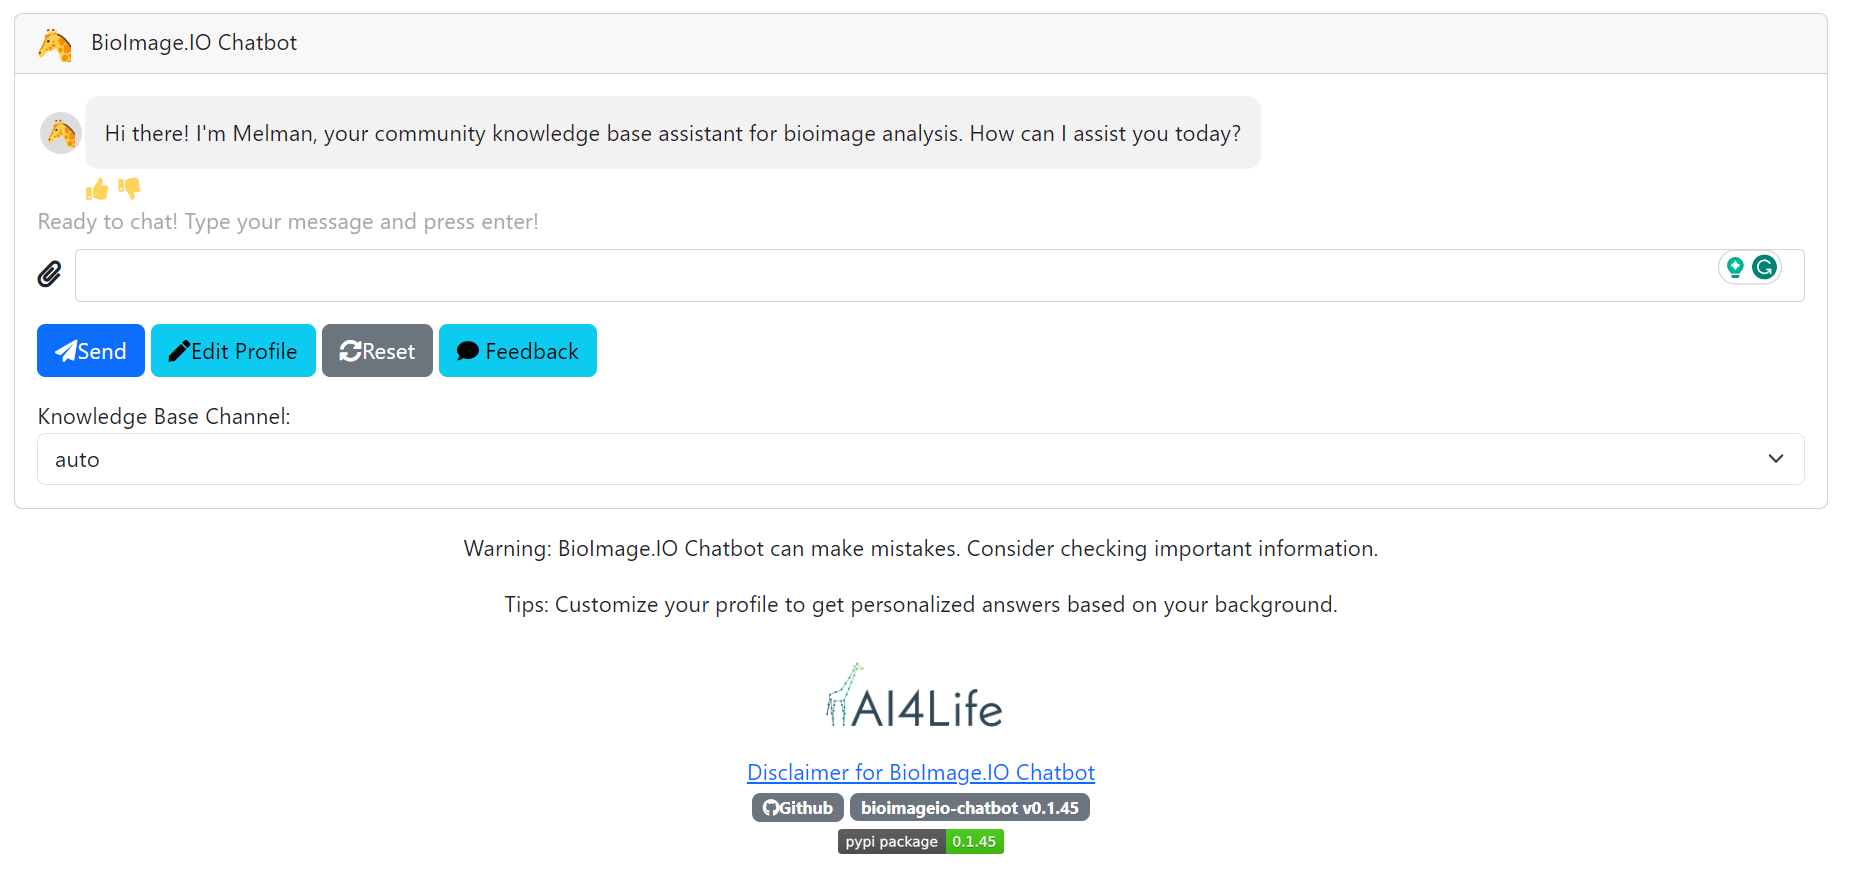 BioImage.IO Chatbot
Hi there! I'm Melman, your community knowledge base assistant for bioimage analysis. How can I assist you today?
Ready to chat! Type your message and press enter!
Send Edit Profile Reset Feedback
Knowledge Base Channel:
auto
Warning: BioImage.IO Chatbot can make mistakes. Consider checking important information.
Tips: Customize your profile to get personalized answers based on your background.
AI4Life
Disclaimer for BioImage.IO Chatbot
Github bioimageio-chatbot v0.1.45
pypi package 0.1.45